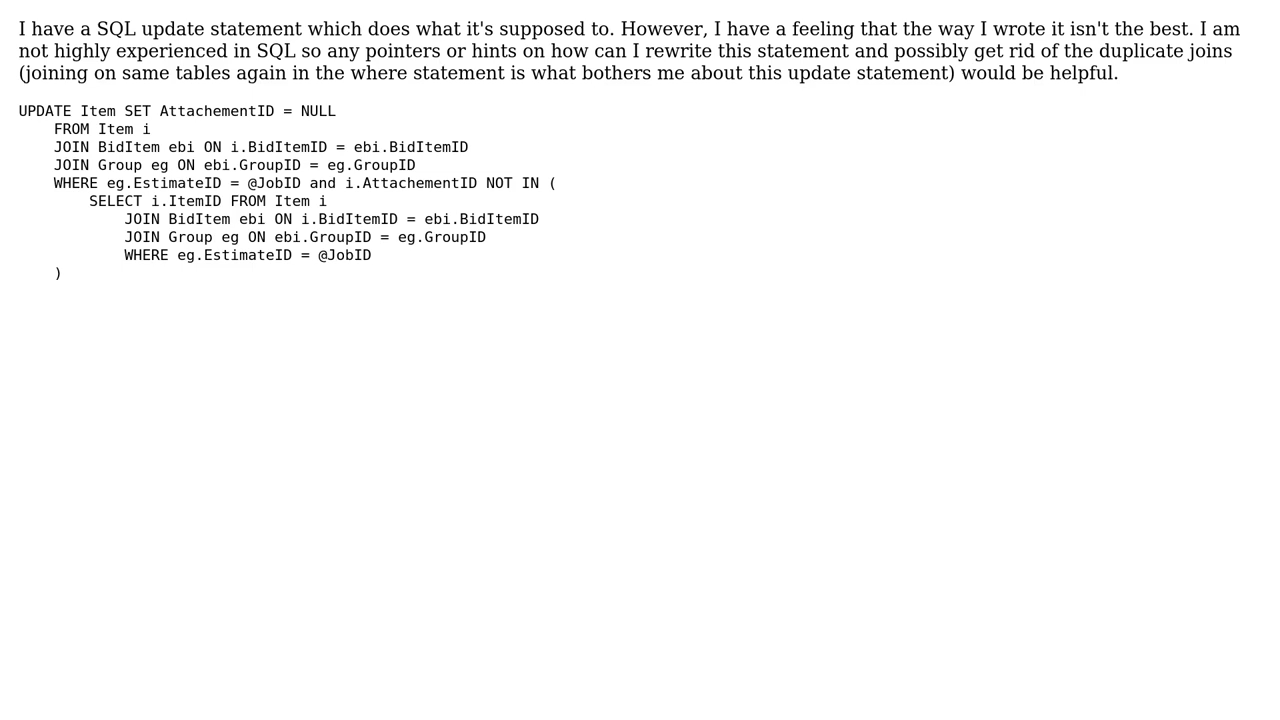 I have a SQL update statement which does what it's supposed to. However, I have a feeling that the way I wrote it isn't the best. I am
not highly experienced in SQL so any pointers or hints on how can I rewrite this statement and possibly get rid of the duplicate joins
(joining on same tables again in the where statement is what bothers me about this update statement) would be helpful.
UPDATE Item SET AttachementID = NULL
    FROM Item i
    JOIN BidItem ebi ON i.BidItemID = ebi.BidItemID
    JOIN Group eg ON ebi.GroupID = eg.GroupID
    WHERE eg.EstimateID = @JobID and i.AttachementID NOT IN (
        SELECT i.ItemID FROM Item i
            JOIN BidItem ebi ON i.BidItemID = ebi.BidItemID
            JOIN Group eg ON ebi.GroupID = eg.GroupID
            WHERE eg.EstimateID = @JobID
    )